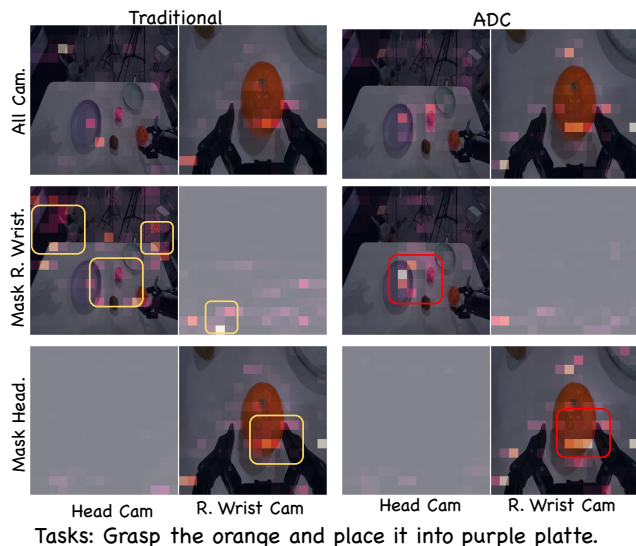 Traditional
ADC
All Cam.
Mask R. Wrist.
Mask Head.
Head Cam
R. Wrist Cam
Head Cam
R. Wrist Cam
Tasks: Grasp the orange and place it into purple platte.